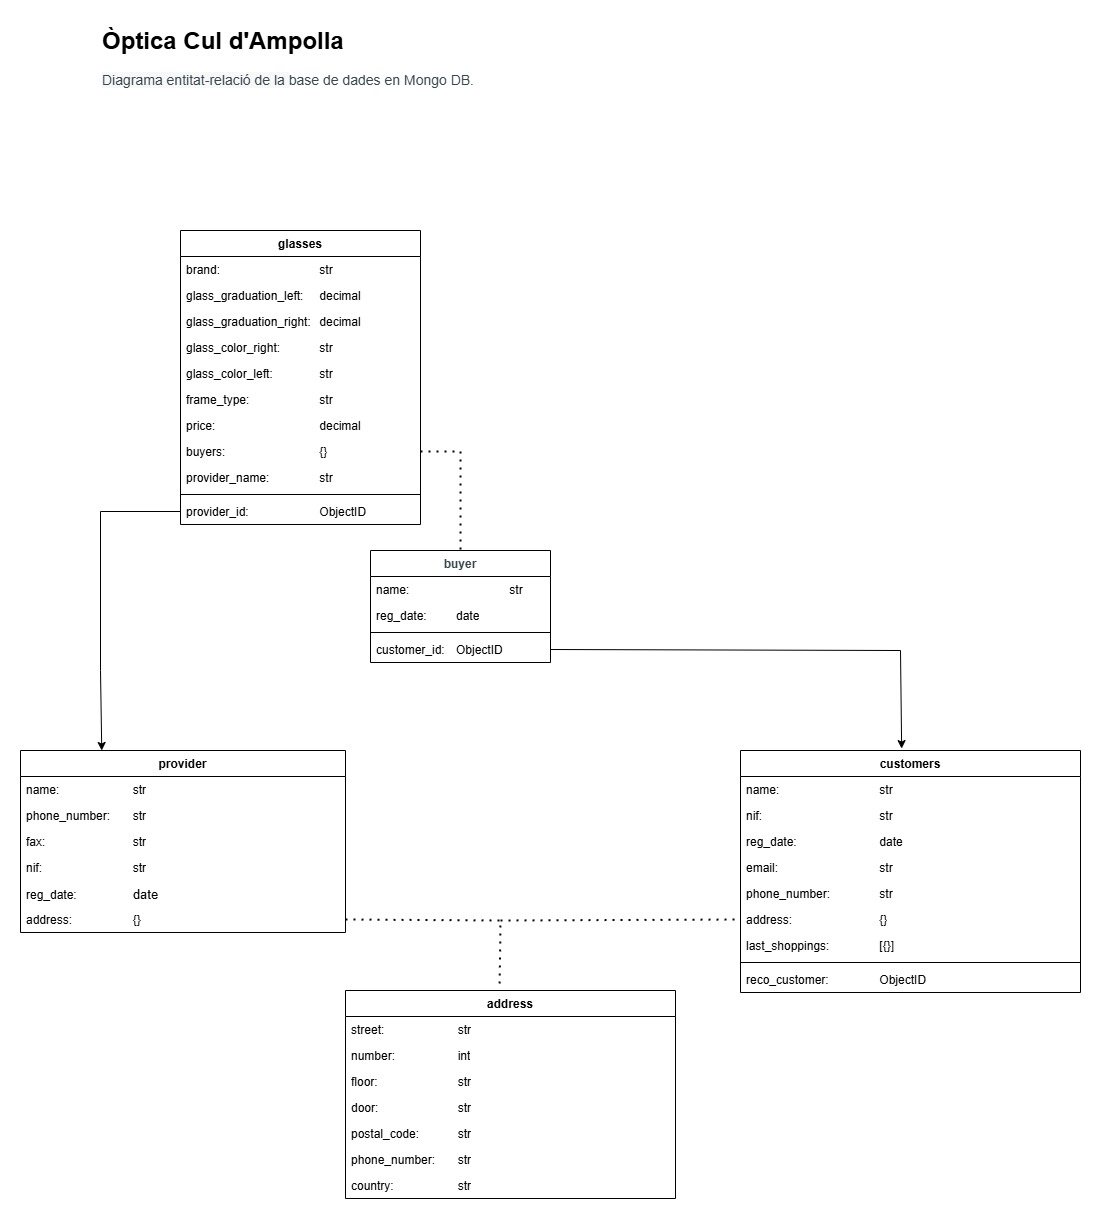 Òptica Cul d'Ampolla
Diagrama entitat-relació de la base de dades en Mongo DB.
glasses
brand: str
glass_graduation_left: decimal
glass_graduation_right: decimal
glass_color_right: str
glass_color_left: str
frame_type: str
price: decimal
buyers: {}
provider_name: str
provider_id: ObjectID
buyer
name: str
reg_date: date
customer_id: ObjectID
provider
name: str
phone_number: str
fax: str
nif: str
reg_date: date
address: {}
customers
name: str
nif: str
reg_date: date
email: str
phone_number: str
address: {}
last_shoppings: [{}]
reco_customer: ObjectID
address
street: str
number: int
floor: str
door: str
postal_code: str
phone_number: str
country: str